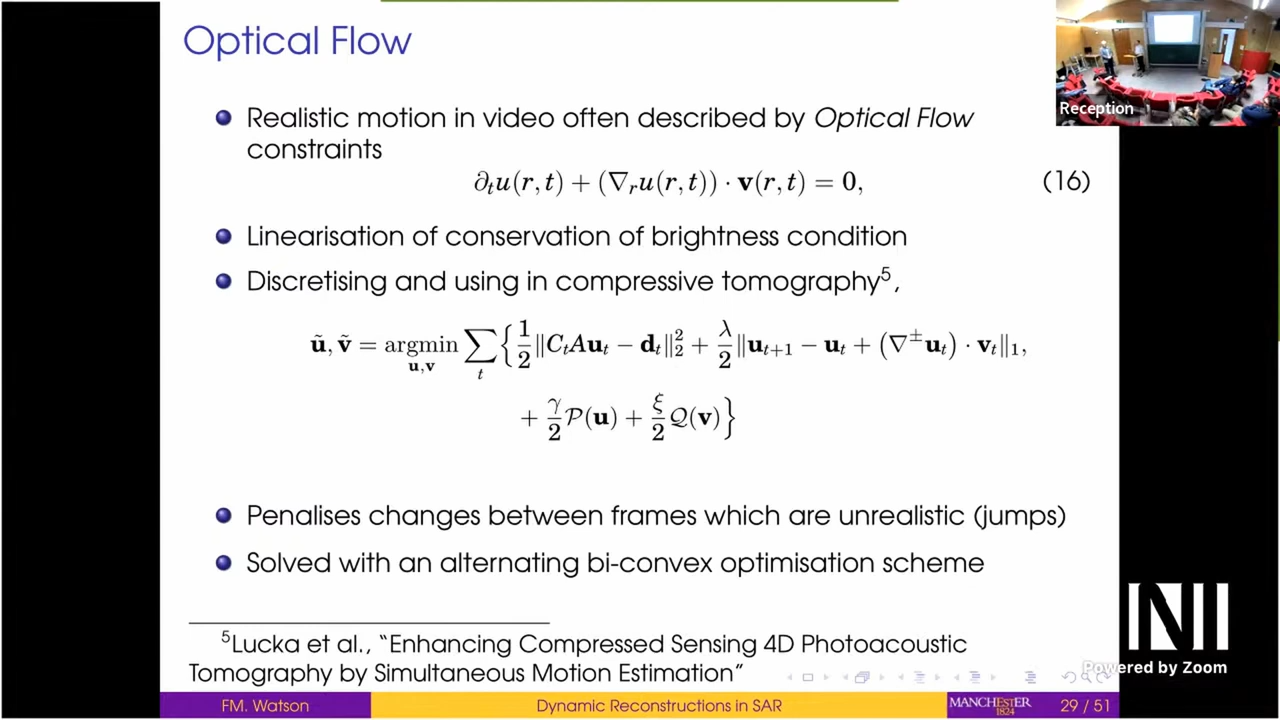 Optical Flow
Reception
Realistic motion in video often described by Optical Flow
constraints
∂ₜu(r, t) + (∇ᵣu(r, t)) · v(r, t) = 0, (16)
Linearisation of conservation of brightness condition
Discretising and using in compressive tomography⁵,
ũ, ṽ = argmin_{u,v} ∑_t { 1/2 ‖CₜAuₜ − dₜ‖₂² + λ/2 ‖uₜ₊₁ − uₜ + (∇^± uₜ) · vₜ‖₁,
+ γ/2 𝒫(u) + ξ/2 𝒬(v) }
Penalises changes between frames which are unrealistic (jumps)
Solved with an alternating bi-convex optimisation scheme
⁵Lucka et al., “Enhancing Compressed Sensing 4D Photoacoustic
Tomography by Simultaneous Motion Estimation”
Powered by Zoom
FM. Watson Dynamic Reconstructions in SAR MANCHESTER 29 / 51
1824